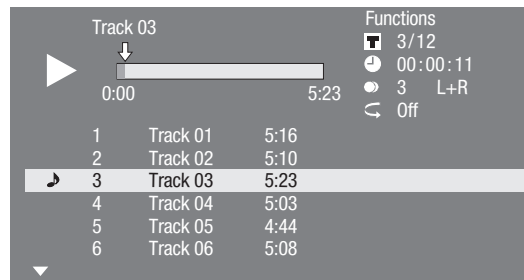 Track 03
0:00 5:23
Functions
T 3/12
00:00:11
3 L+R
Off
1 Track 01 5:16
2 Track 02 5:10
3 Track 03 5:23
4 Track 04 5:03
5 Track 05 4:44
6 Track 06 5:08